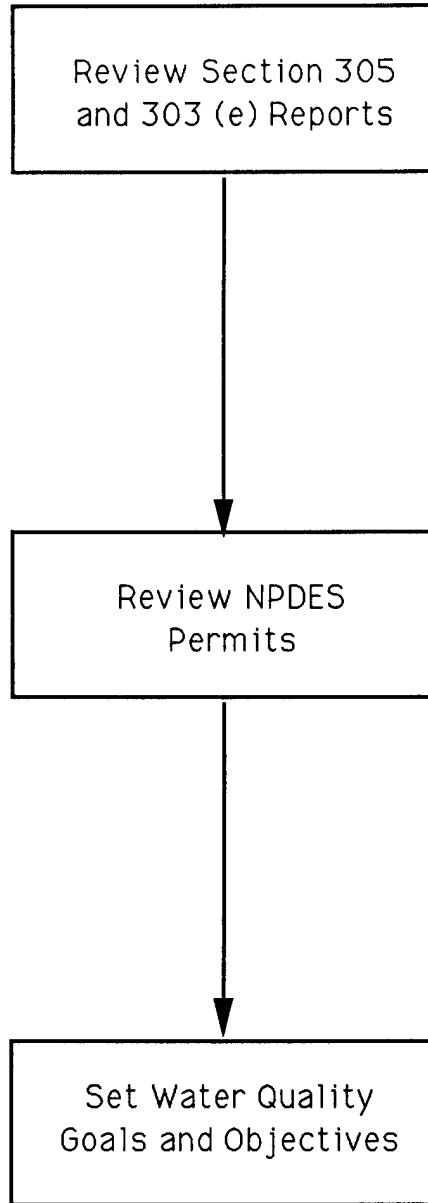 Review Section 305
and 303 (e) Reports
Review NPDES
Permits
Set Water Quality
Goals and Objectives